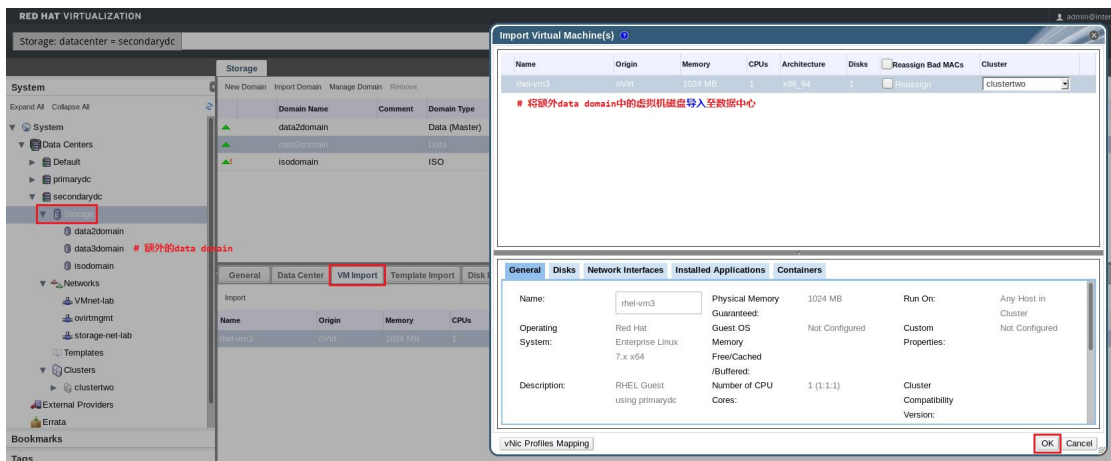 RED HAT VIRTUALIZATION
admin@inter
Storage: datacenter = secondarydc
Storage
System
New Domain Import Domain Manage Domain Remove
Expand All Collapse All
Domain Name Comment Domain Type
System
data2domain Data (Master)
Data Centers
data3domain Data
Default
isodomain ISO
primarydc
secondarydc
Storage
data2domain
data3domain # 额外的data domain
isodomain
Networks
VMnet-lab
ovirtmgmt
storage-net-lab
Templates
Clusters
clustertwo
External Providers
Errata
Bookmarks
Tags
General Data Center VM Import Template Import Disk I
Import
Name Origin Memory CPUs
rhel-vm3 oVirt 1024 MB 1
Import Virtual Machine(s)
Name Origin Memory CPUs Architecture Disks Reassign Bad MACs Cluster
rhel-vm3 oVirt 1024 MB 1 x86_64 1 Reassign clustertwo
# 将额外data domain中的虚拟机磁盘导入至数据中心
General Disks Network Interfaces Installed Applications Containers
Name: rhel-vm3 Physical Memory 1024 MB Run On: Any Host in
Guaranteed: Cluster
Operating Red Hat Guest OS Not Configured Custom Not Configured
System: Enterprise Linux Memory Properties:
7.x x64 Free/Cached
/Buffered:
Description: RHEL Guest Number of CPU 1 (1:1:1) Cluster
using primarydc Cores: Compatibility
Version:
vNic Profiles Mapping OK Cancel